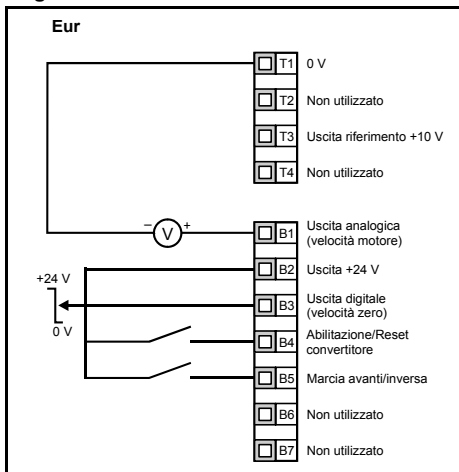 Eur
T1 0 V
T2 Non utilizzato
T3 Uscita riferimento +10 V
T4 Non utilizzato
– V +
B1 Uscita analogica
(velocità motore)
B2 Uscita +24 V
+24 V
0 V
B3 Uscita digitale
(velocità zero)
B4 Abilitazione/Reset
convertitore
B5 Marcia avanti/inversa
B6 Non utilizzato
B7 Non utilizzato